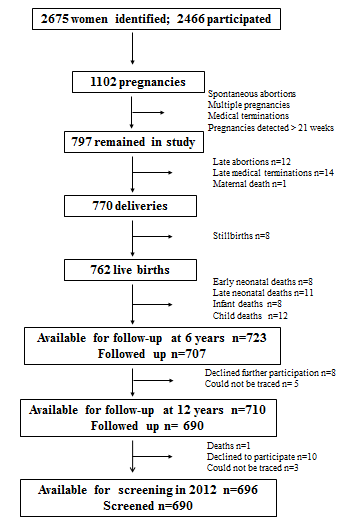 2675 women identified; 2466 participated
1102 pregnancies
Spontaneous abortions
Multiple pregnancies
Medical terminations
Pregnancies detected > 21 weeks
797 remained in study
Late abortions n=12
Late medical terminations n=14
Maternal death n=1
770 deliveries
Stillbirths n=8
762 live births
Early neonatal deaths n=8
Late neonatal deaths n=11
Infant deaths n=8
Child deaths n=12
Available for follow-up at 6 years n=723
Followed up n=707
Declined further participation n=8
Could not be traced n= 5
Available for follow-up at 12 years n=710
Followed up n= 690
Deaths n=1
Declined to participate n=10
Could not be traced n=3
Available for screening in 2012 n=696
Screened n=690